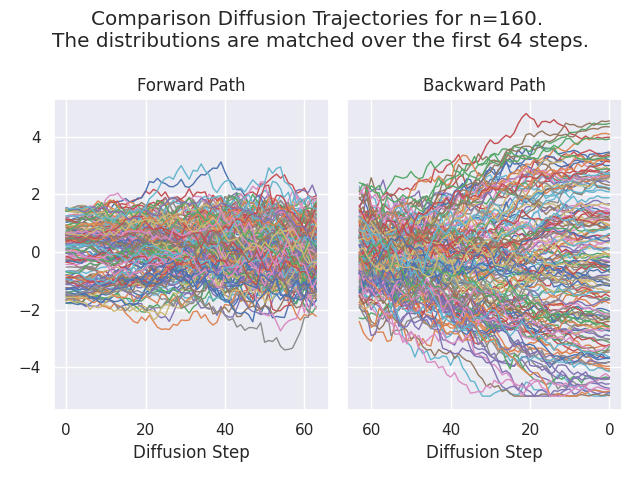 Comparison Diffusion Trajectories for n=160.
The distributions are matched over the first 64 steps.
Forward Path
Backward Path
4
2
0
−2
−4
0 20 40 60
60 40 20 0
Diffusion Step
Diffusion Step